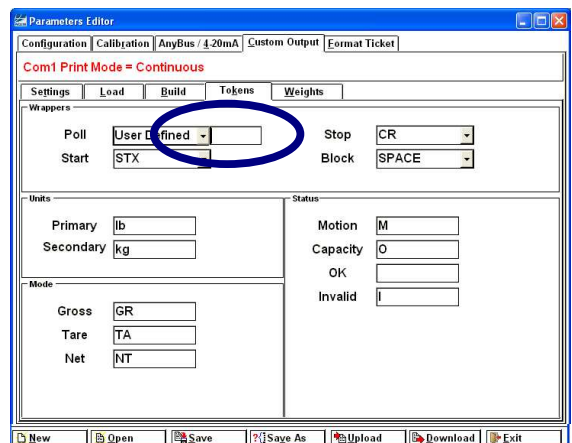 Parameters Editor
Configuration Calibration AnyBus / 4-20mA Custom Output Format Ticket
Com1 Print Mode = Continuous
Settings Load Build Tokens Weights
Wrappers
Poll User Defined Stop CR
Start STX Block SPACE
Units Status
Primary lb Motion M
Secondary kg Capacity O
OK
Mode Invalid I
Gross GR
Tare TA
Net NT
New Open Save Save As Upload Download Exit